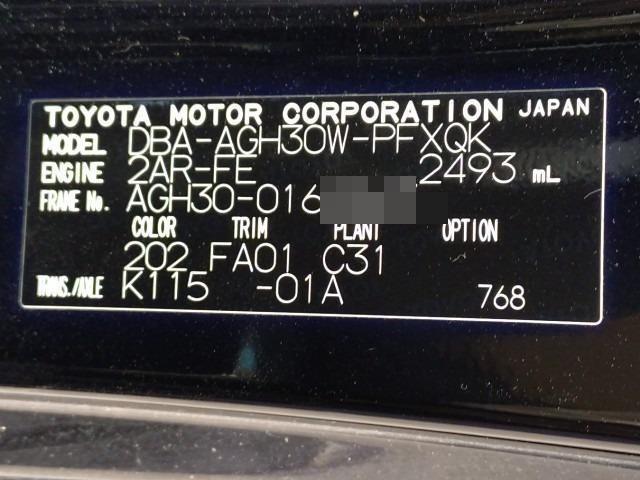 TOYOTA MOTOR CORPORATION JAPAN
MODEL DBA-AGH30W-PFXQK
ENGINE 2AR-FE 2493 mL
FRAME No. AGH30-016
COLOR TRIM PLANT OPTION
202 FA01 C31
TRANS./AXLE K115 -01A 768